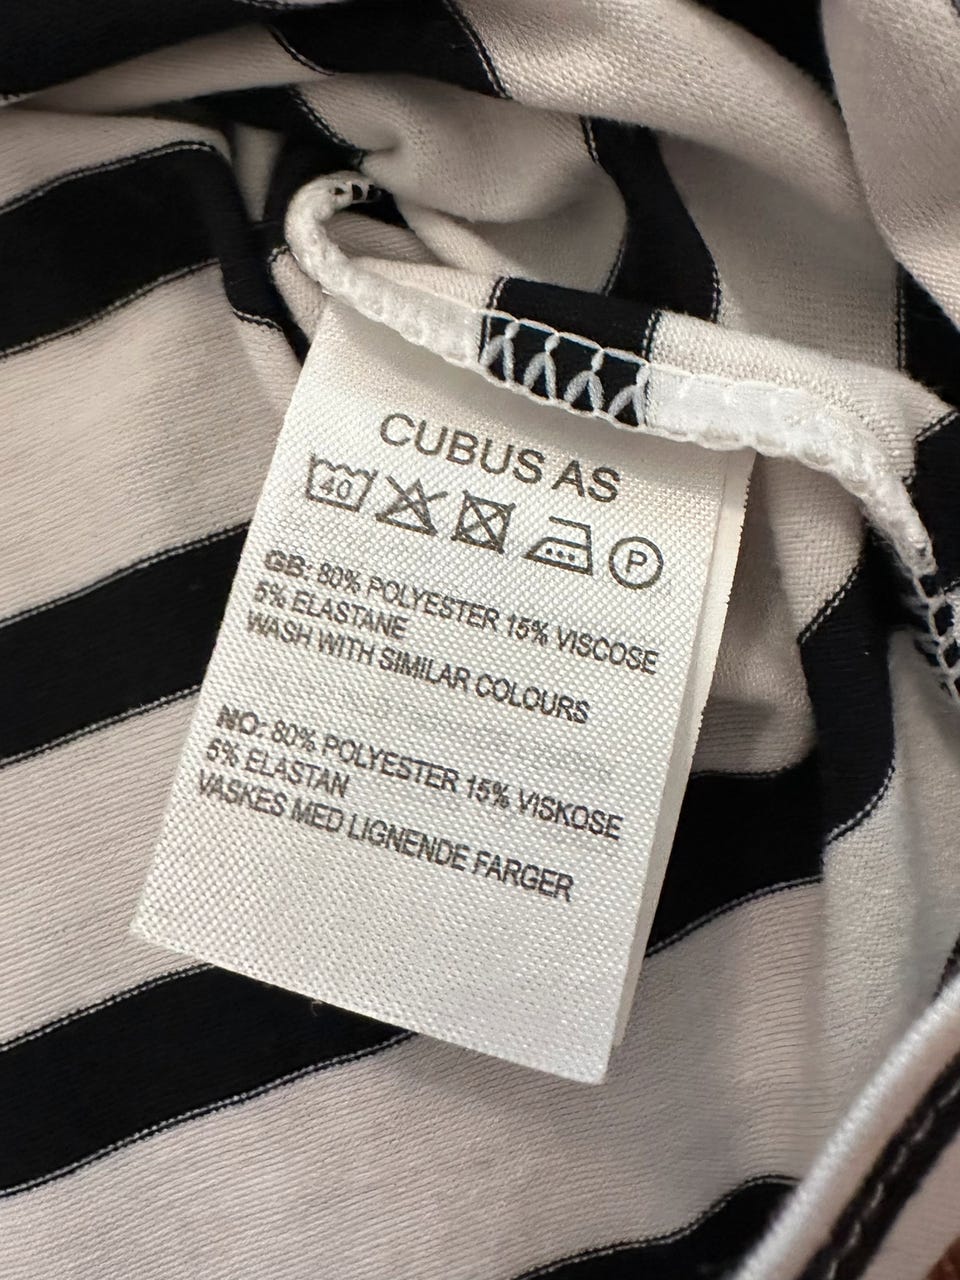 CUBUS AS
40 P
GB: 80% POLYESTER 15% VISCOSE
5% ELASTANE
WASH WITH SIMILAR COLOURS
NO: 80% POLYESTER 15% VISKOSE
5% ELASTAN
VASKES MED LIGNENDE FARGER